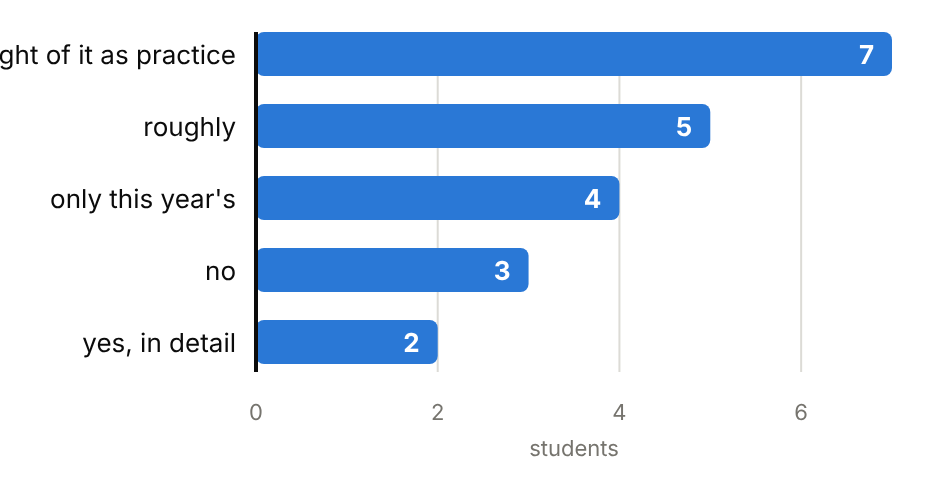 of it as practice
7
roughly
5
only this year's
4
no
3
yes, in detail
2
0 2 4 6
students